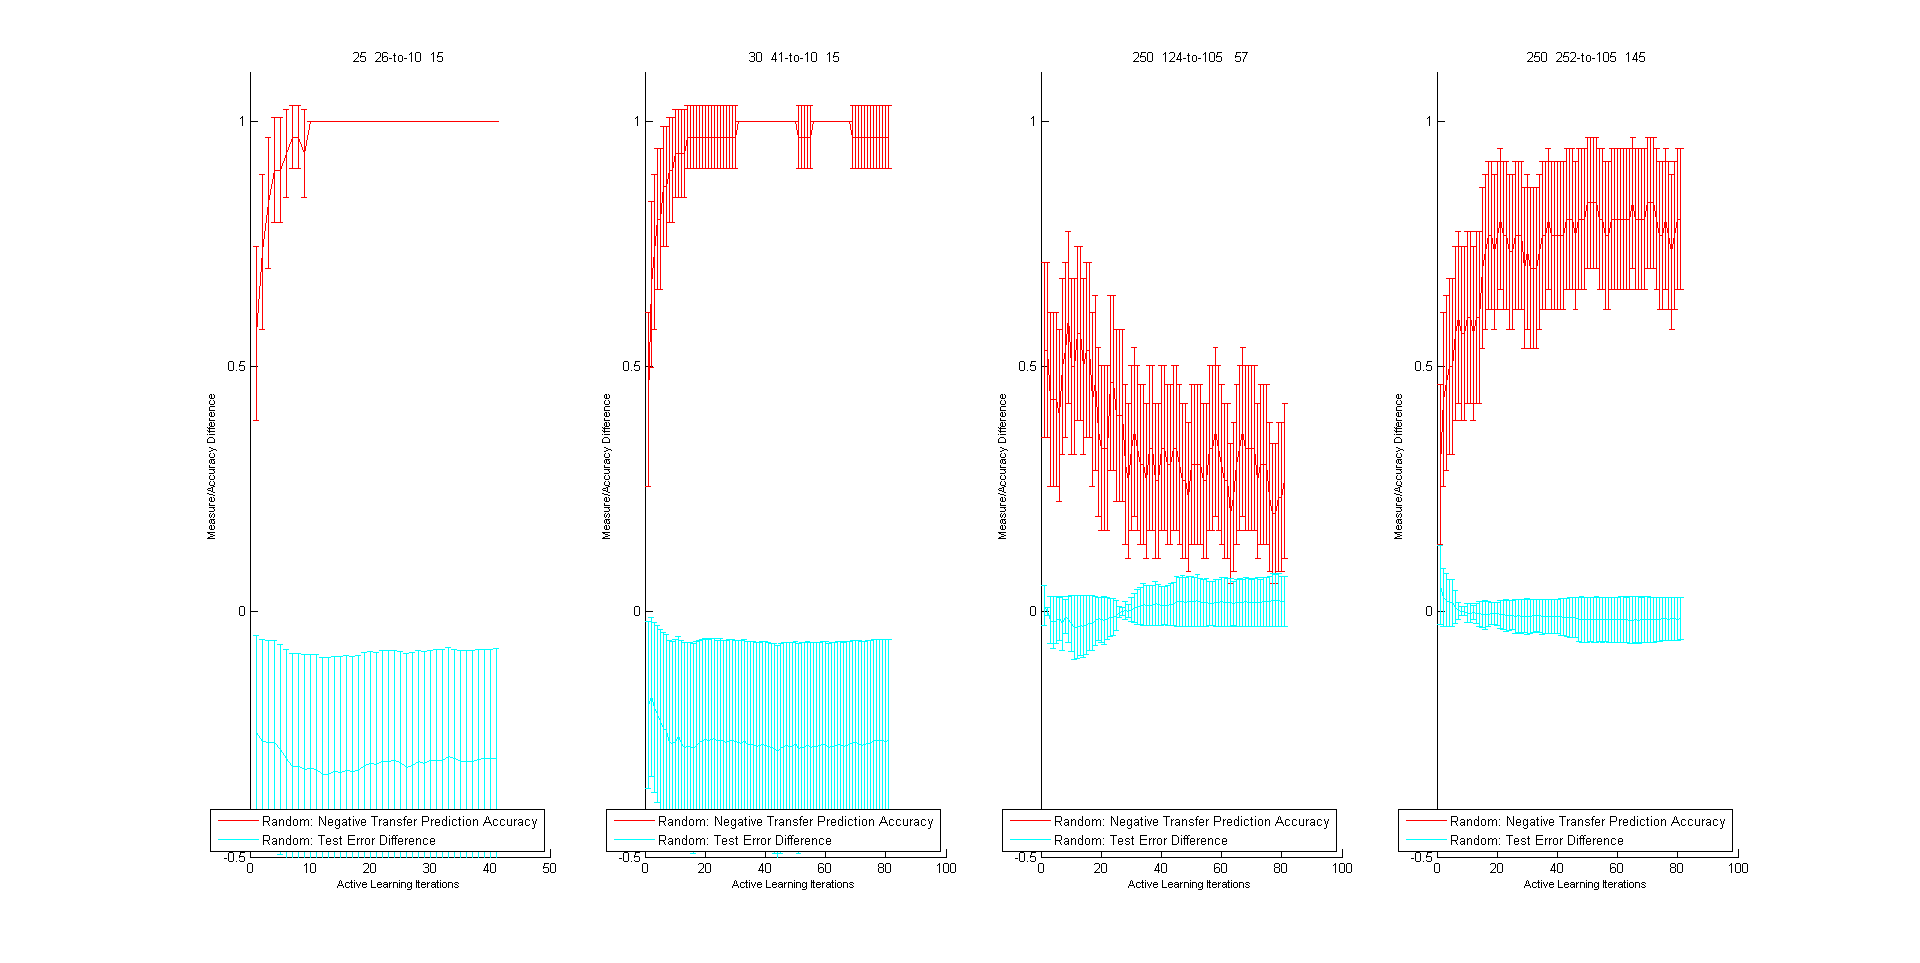 25  26-to-10  15
1
0.5
0
-0.5
Measure/Accuracy Difference
Random: Negative Transfer Prediction Accuracy
Random: Test Error Difference
0 10 20 30 40 50
Active Learning Iterations
30  41-to-10  15
1
0.5
0
-0.5
Measure/Accuracy Difference
Random: Negative Transfer Prediction Accuracy
Random: Test Error Difference
0 20 40 60 80 100
Active Learning Iterations
250  124-to-105   57
1
0.5
0
-0.5
Measure/Accuracy Difference
Random: Negative Transfer Prediction Accuracy
Random: Test Error Difference
0 20 40 60 80 100
Active Learning Iterations
250  252-to-105  145
1
0.5
0
-0.5
Measure/Accuracy Difference
Random: Negative Transfer Prediction Accuracy
Random: Test Error Difference
0 20 40 60 80 100
Active Learning Iterations